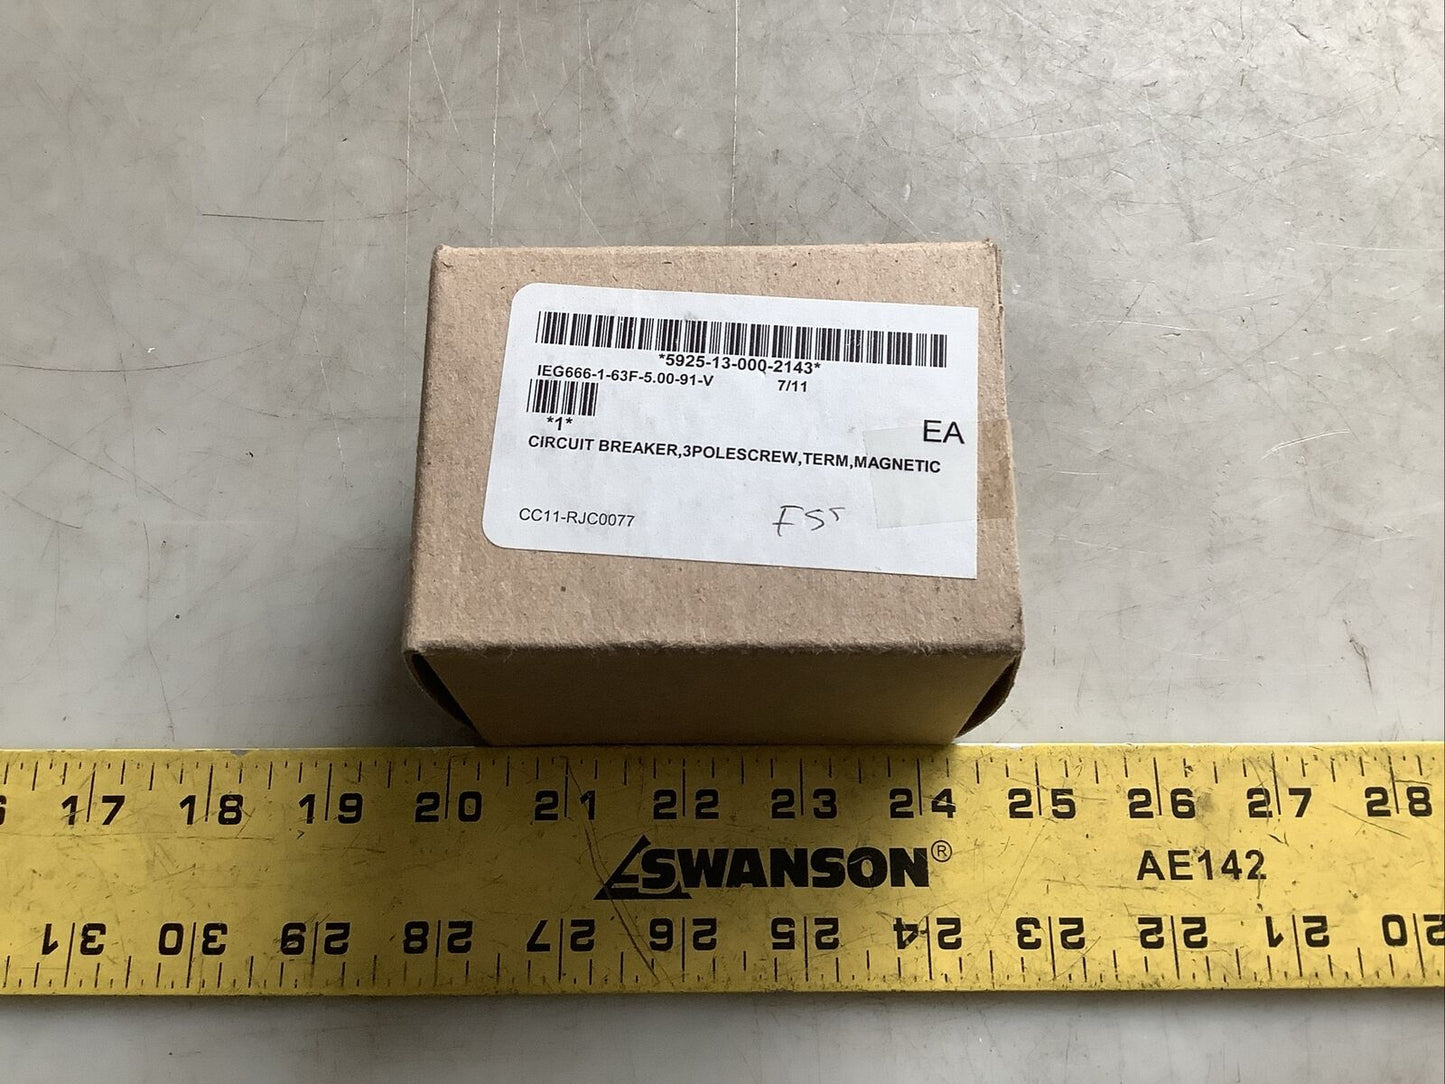 *5925-13-000-2143*
IEG666-1-63F-5.00-91-V 7/11
*1*
EA
CIRCUIT BREAKER,3POLESCREW,TERM,MAGNETIC
CC11-RJC0077
17 18 19 20 21 22 23 24 25 26 27 28
SWANSON® AE142
31 30 29 28 27 26 25 24 23 22 21 20